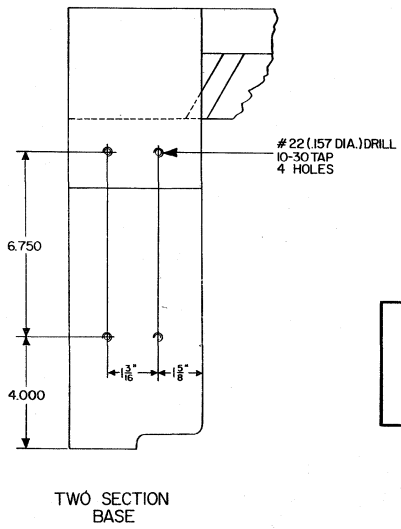 #22(.157 DIA.)DRILL
10-30 TAP
4 HOLES
6.750
4.000
1 3/16"
1 5/8"
TWO SECTION
BASE